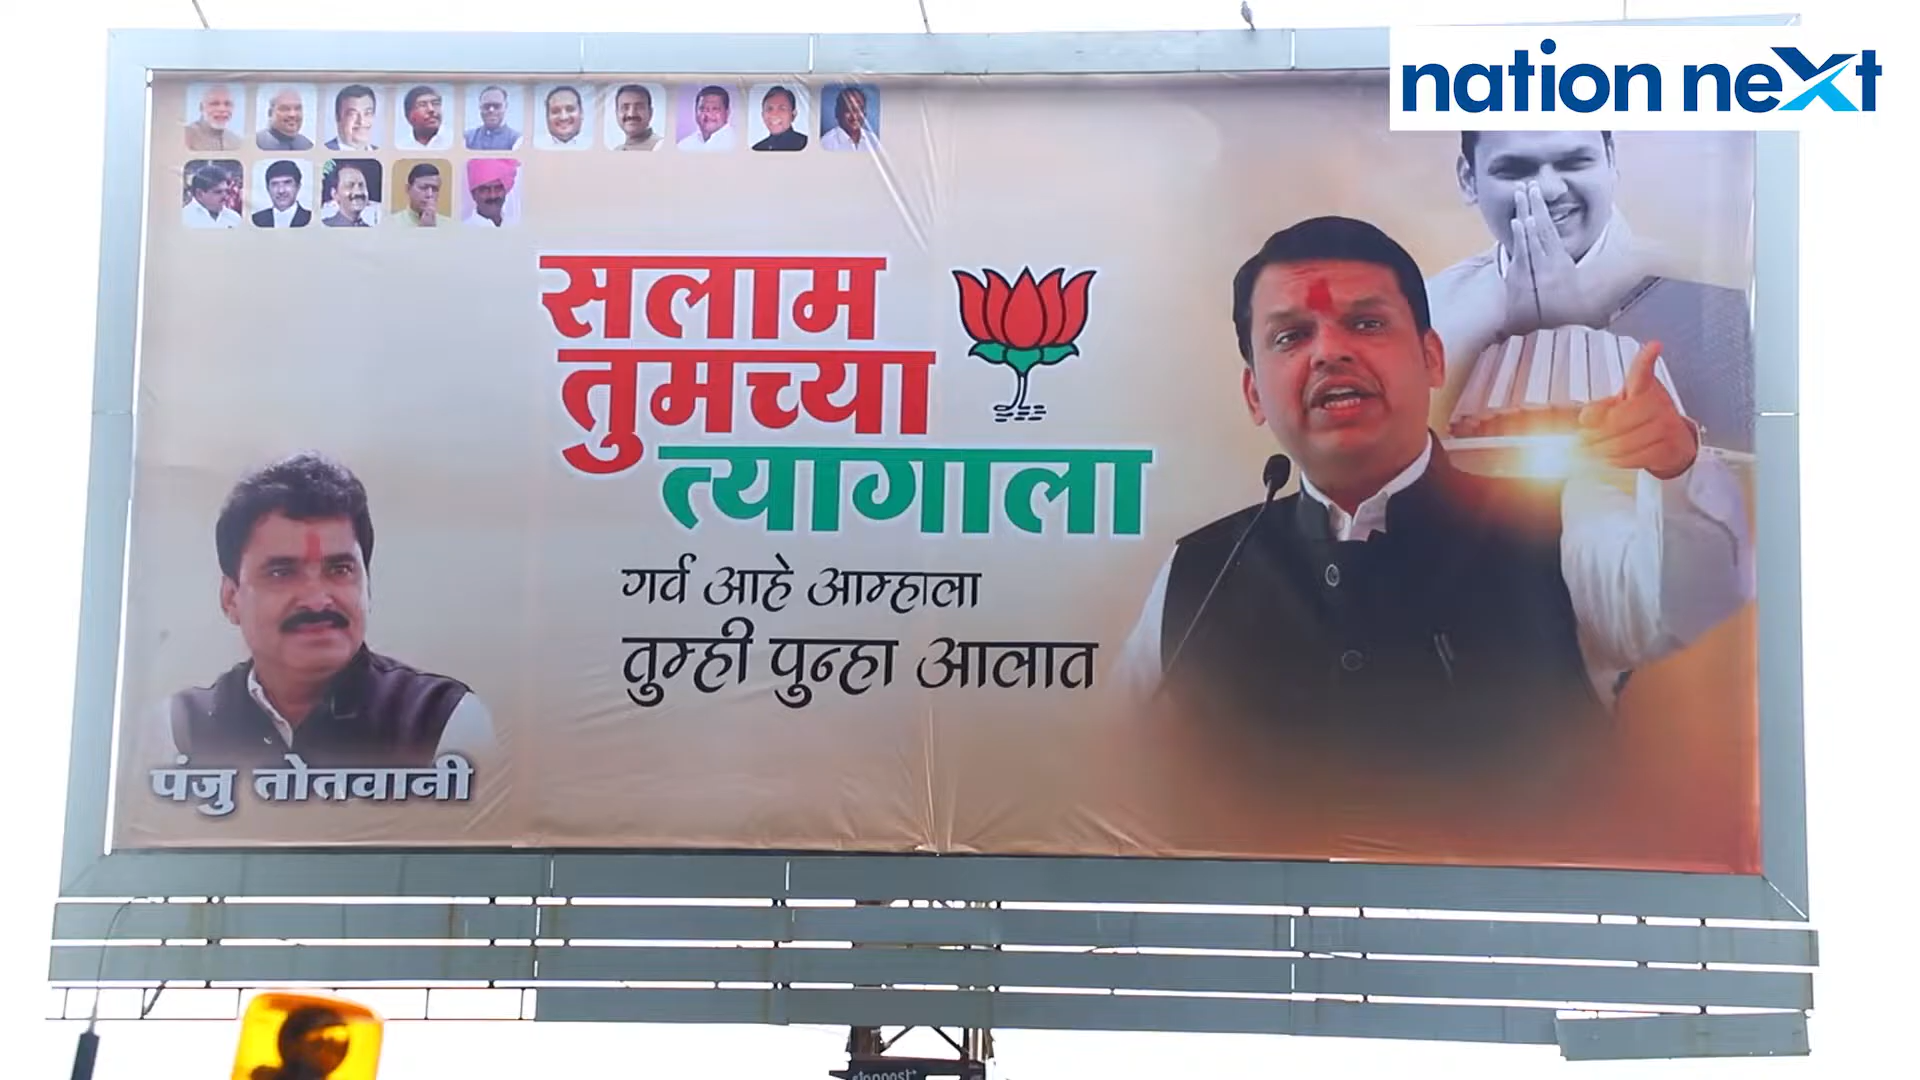 nation next
सलाम
तुमच्या
त्यागाला
गर्व आहे आम्हाला
तुम्ही पुन्हा आलात
पंजु तोतवानी